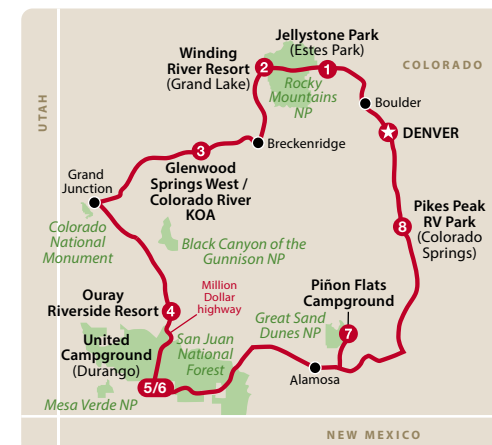 Jellystone Park
(Estes Park)
COLORADO
Winding
River Resort
(Grand Lake)
2
1
Rocky
Mountains
NP
Boulder
UTAH
DENVER
Breckenridge
3
Glenwood
Springs West /
Colorado River
KOA
Grand
Junction
Pikes Peak
RV Park
(Colorado
Springs)
8
Colorado
National
Monument
Black Canyon of the
Gunnison NP
Million
Dollar
highway
Piñon Flats
Campground
Ouray
Riverside Resort
4
Great Sand
Dunes NP
7
United
Campground
(Durango)
San Juan
National
Forest
5/6
Alamosa
Mesa Verde NP
NEW MEXICO